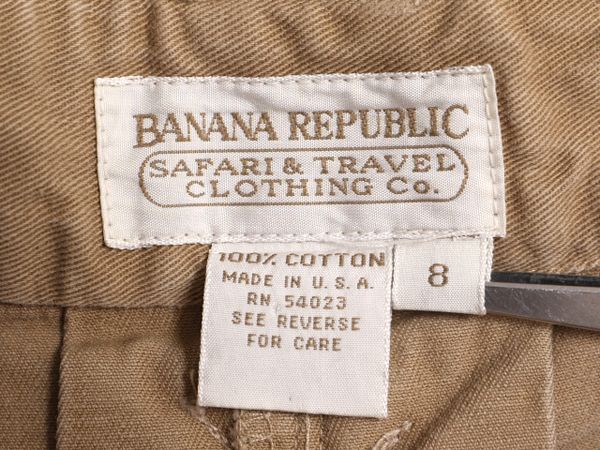 BANANA REPUBLIC
SAFARI & TRAVEL
CLOTHING Co.
100% COTTON
MADE IN U.S.A.
RN 54023
SEE REVERSE
FOR CARE
8